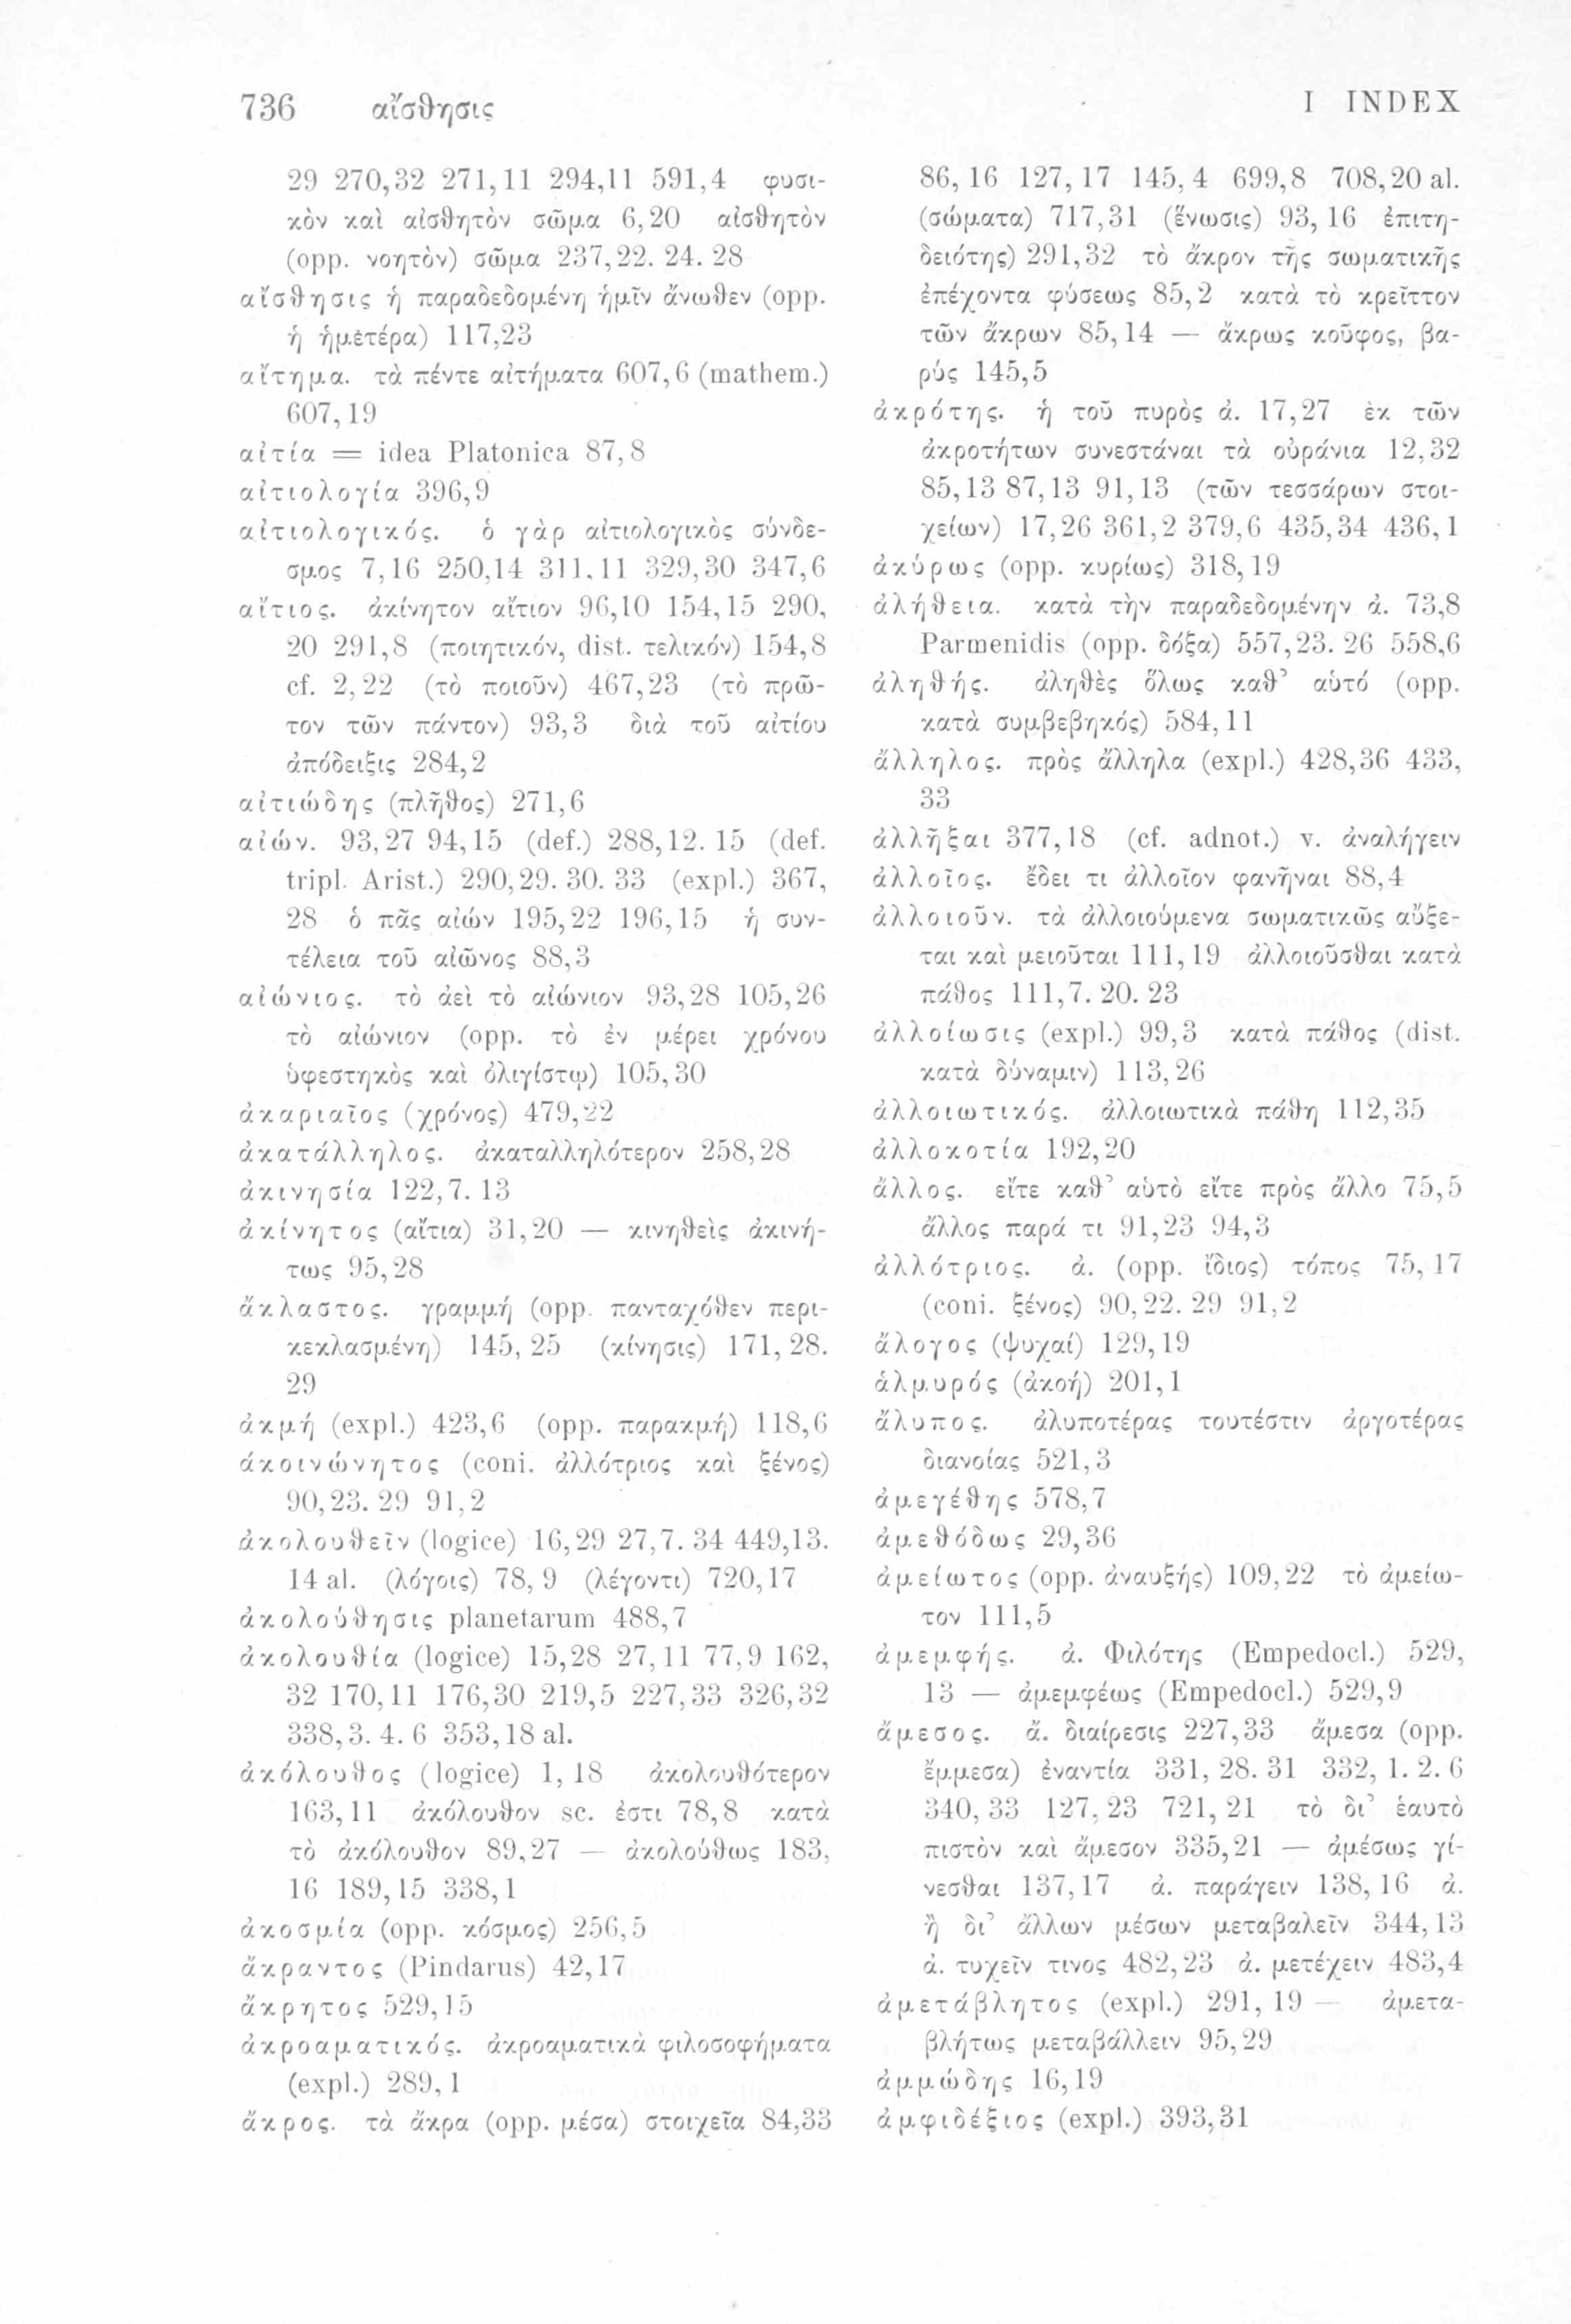 736 αἴσθησις I INDEX
29 270,32 271,11 294,11 591,4 φυσι-
κὸν καὶ αἰσθητὸν σῶμα 6,20 αἰσθητὸν
(opp. νοητὸν) σῶμα 237,22. 24. 28
αἴσθησις ἡ παραδεδομένη ἡμῖν ἄνωθεν (opp.
ἡ ἡμετέρα) 117,23
αἴτημα. τὰ πέντε αἰτήματα 607,6 (mathem.)
607,19
αἰτία = idea Platonica 87,8
αἰτιολογία 396,9
αἰτιολογικός. ὁ γὰρ αἰτιολογικὸς σύνδε-
σμος 7,16 250,14 311,11 329,30 347,6
αἴτιος. ἀκίνητον αἴτιον 96,10 154,15 290,
20 291,8 (ποιητικόν, dist. τελικόν) 154,8
cf. 2,22 (τὸ ποιοῦν) 467,23 (τὸ πρῶ-
τον τῶν πάντον) 93,3 διὰ τοῦ αἰτίου
ἀπόδειξις 284,2
αἰτιώδης (πλῆθος) 271,6
αἰών. 93,27 94,15 (def.) 288,12. 15 (def.
tripl. Arist.) 290,29. 30. 33 (expl.) 367,
28 ὁ πᾶς αἰών 195,22 196,15 ἡ συν-
τέλεια τοῦ αἰῶνος 88,3
αἰώνιος. τὸ ἀεὶ τὸ αἰώνιον 93,28 105,26
τὸ αἰώνιον (opp. τὸ ἐν μέρει χρόνου
ὑφεστηκὸς καὶ ὀλιγίστῳ) 105,30
ἀκαριαῖος (χρόνος) 479,22
ἀκατάλληλος. ἀκαταλληλότερον 258,28
ἀκινησία 122,7. 13
ἀκίνητος (αἴτια) 31,20 — κινηθεὶς ἀκινή-
τως 95,28
ἄκλαστος. γραμμή (opp. πανταχόθεν περι-
κεκλασμένη) 145,25 (κίνησις) 171,28.
29
ἀκμή (expl.) 423,6 (opp. παρακμή) 118,6
ἀκοινώνητος (coni. ἀλλότριος καὶ ξένος)
90,23. 29 91,2
ἀκολουθεῖν (logice) 16,29 27,7. 34 449,13.
14 al. (λόγοις) 78,9 (λέγοντι) 720,17
ἀκολούθησις planetarum 488,7
ἀκολουθία (logice) 15,28 27,11 77,9 162,
32 170,11 176,30 219,5 227,33 326,32
338,3. 4. 6 353,18 al.
ἀκόλουθος (logice) 1,18 ἀκολουθότερον
163,11 ἀκόλουθον sc. ἐστι 78,8 κατὰ
τὸ ἀκόλουθον 89,27 — ἀκολούθως 183,
16 189,15 338,1
ἀκοσμία (opp. κόσμος) 256,5
ἄκραντος (Pindarus) 42,17
ἄκρητος 529,15
ἀκροαματικός. ἀκροαματικὰ φιλοσοφήματα
(expl.) 289,1
ἄκρος. τὰ ἄκρα (opp. μέσα) στοιχεῖα 84,33
86,16 127,17 145,4 699,8 708,20 al.
(σώματα) 717,31 (ἕνωσις) 93,16 ἐπιτη-
δειότης) 291,32 τὸ ἄκρον τῆς σωματικῆς
ἐπέχοντα φύσεως 85,2 κατὰ τὸ κρεῖττον
τῶν ἄκρων 85,14 — ἄκρως κοῦφος, βα-
ρύς 145,5
ἀκρότης. ἡ τοῦ πυρὸς ἀ. 17,27 ἐκ τῶν
ἀκροτήτων συνεστάναι τὰ οὐράνια 12,32
85,13 87,13 91,13 (τῶν τεσσάρων στοι-
χείων) 17,26 361,2 379,6 435,34 436,1
ἀκύρως (opp. κυρίως) 318,19
ἀλήθεια. κατὰ τὴν παραδεδομένην ἀ. 73,8
Parmenidis (opp. δόξα) 557,23. 26 558,6
ἀληθής. ἀληθὲς ὅλως καθ’ αὑτό (opp.
κατὰ συμβεβηκός) 584,11
ἄλληλος. πρὸς ἄλληλα (expl.) 428,36 433,
33
ἀλλῆξαι 377,18 (cf. adnot.) v. ἀναλήγειν
ἀλλοῖος. ἔδει τι ἀλλοῖον φανῆναι 88,4
ἀλλοιοῦν. τὰ ἀλλοιούμενα σωματικῶς αὔξε-
ται καὶ μειοῦται 111,19 ἀλλοιοῦσθαι κατὰ
πάθος 111,7. 20. 23
ἀλλοίωσις (expl.) 99,3 κατὰ πάθος (dist.
κατὰ δύναμιν) 113,26
ἀλλοιωτικός. ἀλλοιωτικὰ πάθη 112,35
ἀλλοκοτία 192,20
ἄλλος. εἴτε καθ’ αὑτὸ εἴτε πρὸς ἄλλο 75,5
ἄλλος παρά τι 91,23 94,3
ἀλλότριος. ἀ. (opp. ἴδιος) τόπος 75,17
(coni. ξένος) 90,22. 29 91,2
ἄλογος (ψυχαί) 129,19
ἁλμυρός (ἀκοή) 201,1
ἄλυπος. ἀλυποτέρας τουτέστιν ἀργοτέρας
διανοίας 521,3
ἀμεγέθης 578,7
ἀμεθόδως 29,36
ἀμείωτος (opp. ἀναυξής) 109,22 τὸ ἀμείω-
τον 111,5
ἀμεμφής. ἀ. Φιλότης (Empedocl.) 529,
13 — ἀμεμφέως (Empedocl.) 529,9
ἄμεσος. ἄ. διαίρεσις 227,33 ἄμεσα (opp.
ἔμμεσα) ἐναντία 331,28. 31 332,1. 2. 6
340,33 127,23 721,21 τὸ δι’ ἑαυτὸ
πιστὸν καὶ ἄμεσον 335,21 — ἀμέσως γί-
νεσθαι 137,17 ἀ. παράγειν 138,16 ἀ.
ἢ δι’ ἄλλων μέσων μεταβαλεῖν 344,13
ἀ. τυχεῖν τινος 482,23 ἀ. μετέχειν 483,4
ἀμετάβλητος (expl.) 291,19 — ἀμετα-
βλήτως μεταβάλλειν 95,29
ἀμμώδης 16,19
ἀμφιδέξιος (expl.) 393,31